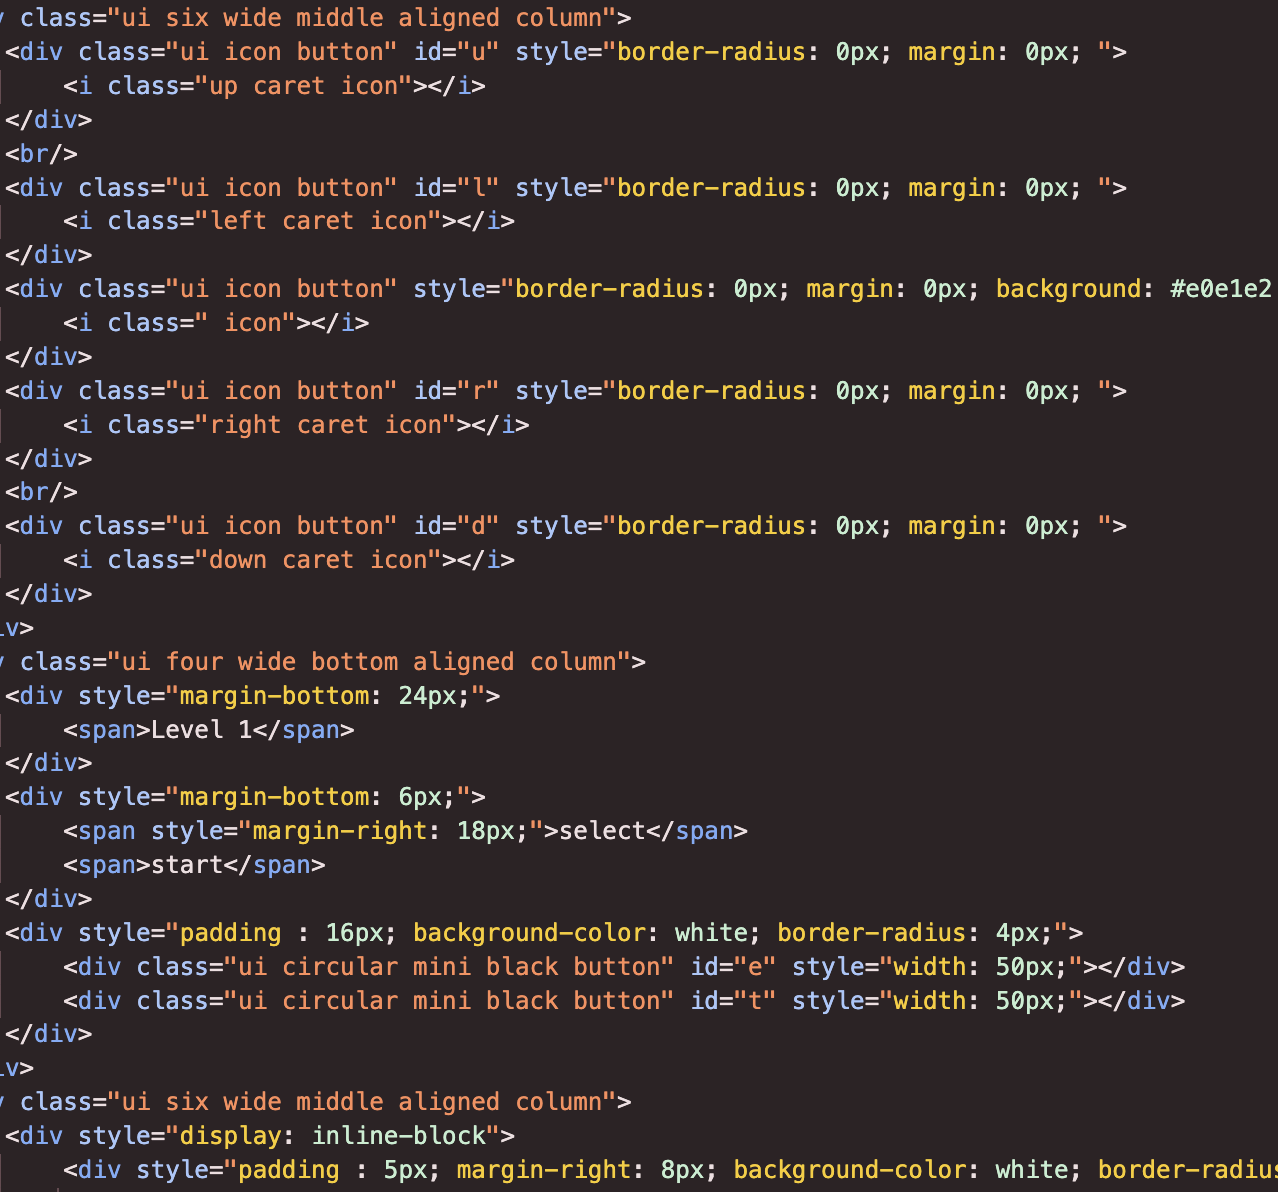 class="ui six wide middle aligned column">
<div class="ui icon button" id="u" style="border-radius: 0px; margin: 0px; ">
<i class="up caret icon"></i>
</div>
<br/>
<div class="ui icon button" id="l" style="border-radius: 0px; margin: 0px; ">
<i class="left caret icon"></i>
</div>
<div class="ui icon button" style="border-radius: 0px; margin: 0px; background: #e0e1e2
<i class=" icon"></i>
</div>
<div class="ui icon button" id="r" style="border-radius: 0px; margin: 0px; ">
<i class="right caret icon"></i>
</div>
<br/>
<div class="ui icon button" id="d" style="border-radius: 0px; margin: 0px; ">
<i class="down caret icon"></i>
</div>
iv>
class="ui four wide bottom aligned column">
<div style="margin-bottom: 24px;">
<span>Level 1</span>
</div>
<div style="margin-bottom: 6px;">
<span style="margin-right: 18px;">select</span>
<span>start</span>
</div>
<div style="padding : 16px; background-color: white; border-radius: 4px;">
<div class="ui circular mini black button" id="e" style="width: 50px;"></div>
<div class="ui circular mini black button" id="t" style="width: 50px;"></div>
</div>
iv>
class="ui six wide middle aligned column">
<div style="display: inline-block">
<div style="padding : 5px; margin-right: 8px; background-color: white; border-radius